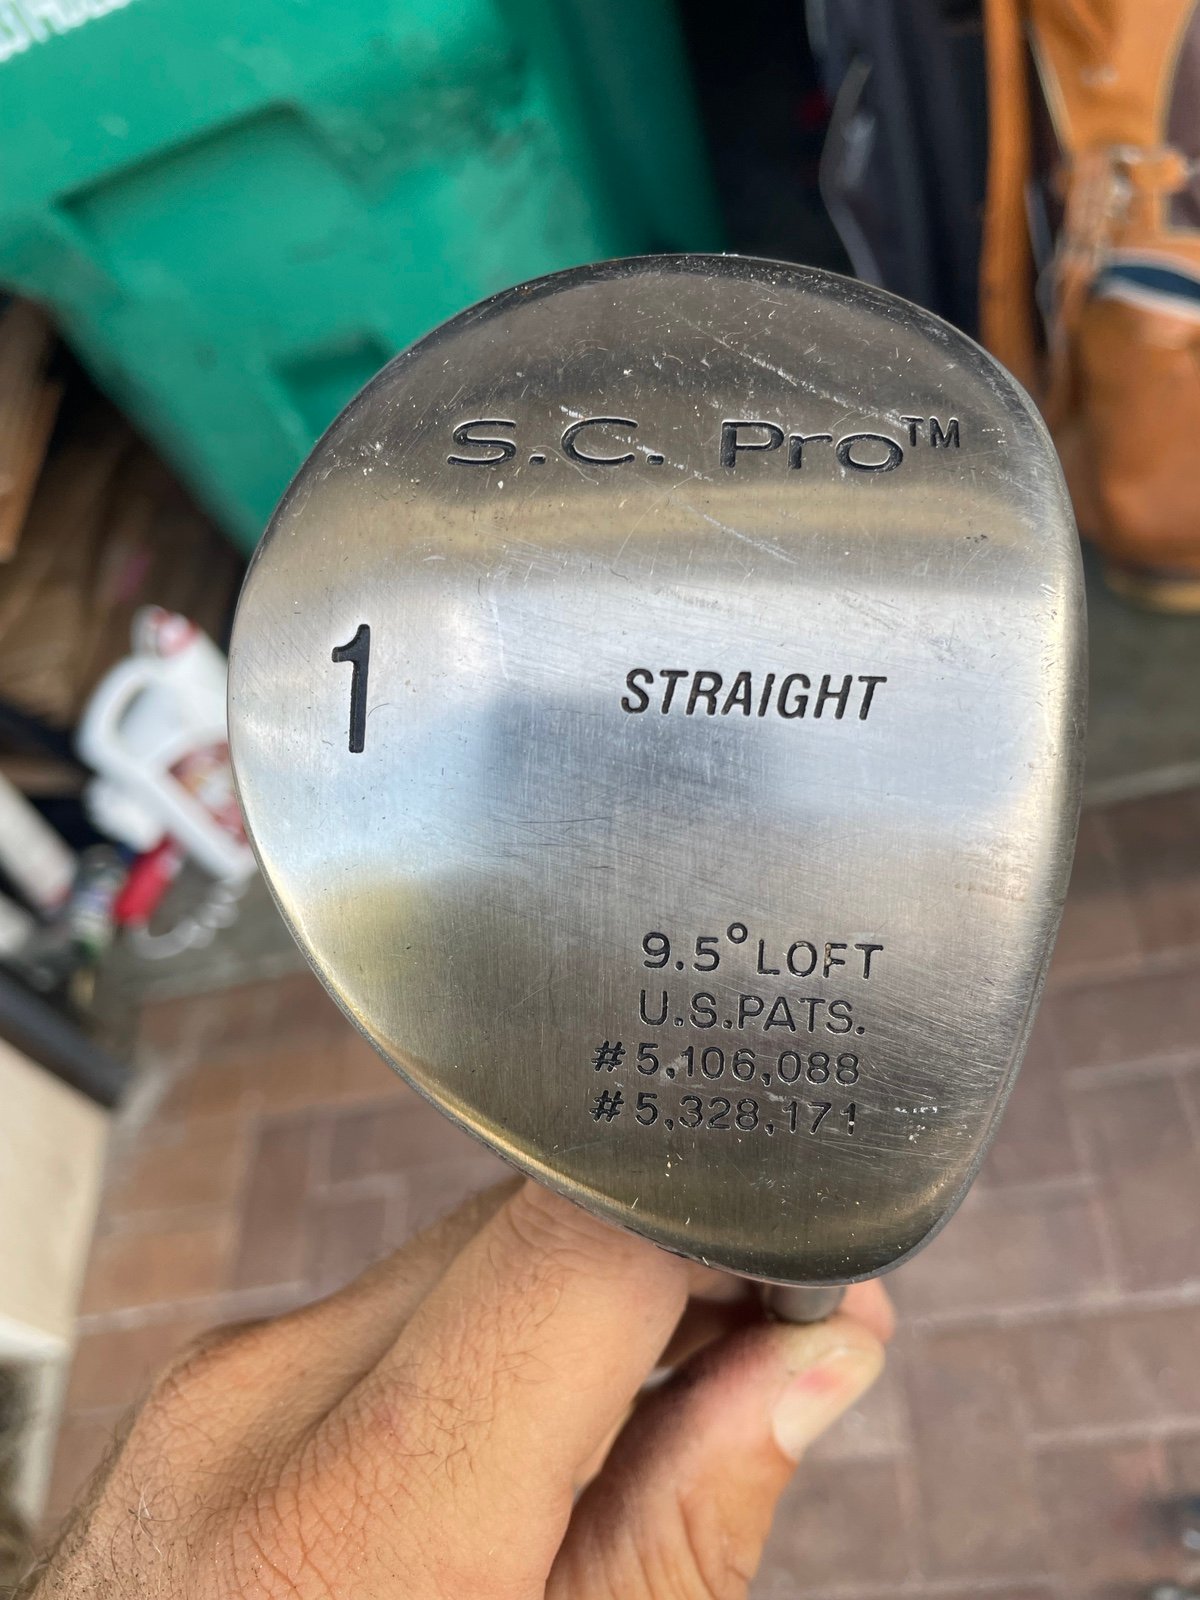 S.C. Pro™
1
STRAIGHT
9.5° LOFT
U.S.PATS.
#5,106,088
#5,328,171